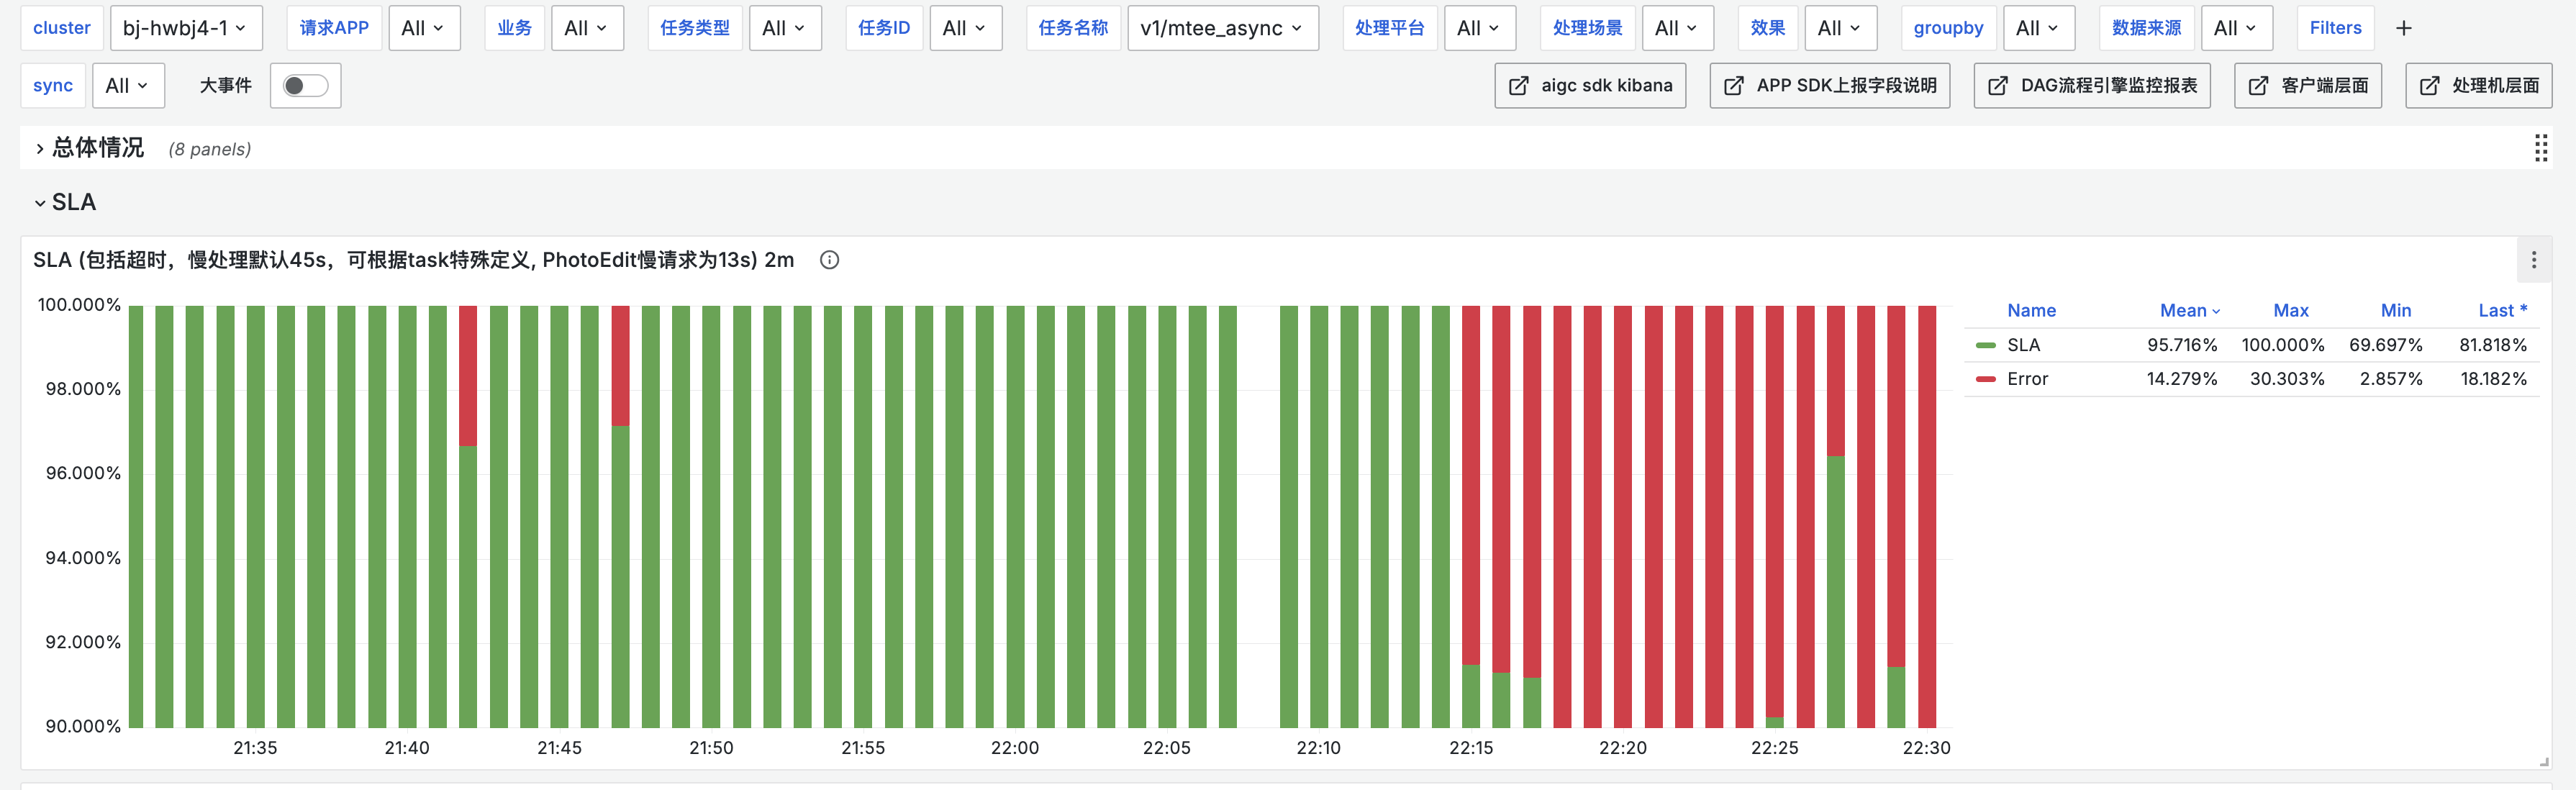 cluster bj-hwbj4-1 请求APP All 业务 All 任务类型 All 任务ID All 任务名称 v1/mtee_async 处理平台 All 处理场景 All 效果 All groupby All 数据来源 All Filters +
sync All 大事件 aigc sdk kibana APP SDK上报字段说明 DAG流程引擎监控报表 客户端层面 处理机层面
总体情况 (8 panels)
SLA
SLA (包括超时，慢处理默认45s，可根据task特殊定义, PhotoEdit慢请求为13s) 2m
100.000%
98.000%
96.000%
94.000%
92.000%
90.000%
21:35 21:40 21:45 21:50 21:55 22:00 22:05 22:10 22:15 22:20 22:25 22:30
Name Mean Max Min Last *
SLA 95.716% 100.000% 69.697% 81.818%
Error 14.279% 30.303% 2.857% 18.182%